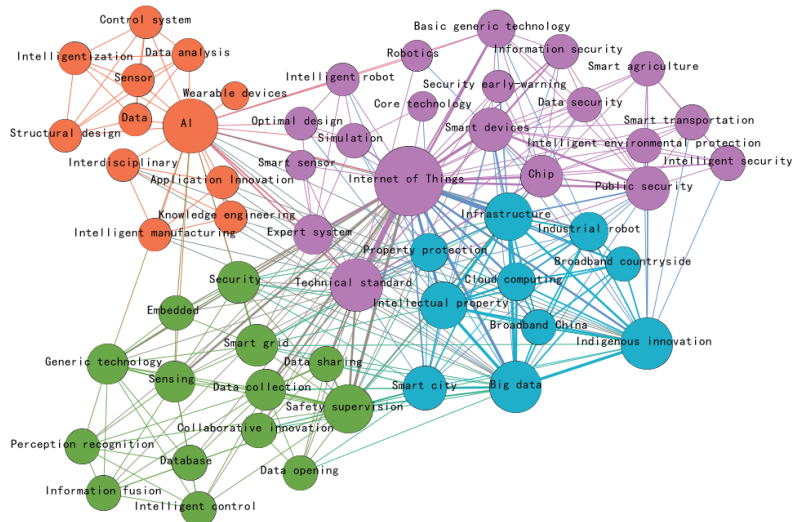 Control system
Basic generic technology
Intelligentization
Data analysis
Robotics
Information security
Sensor
Intelligent robot
Security early-warning
Smart agriculture
Wearable devices
Core technology
Data security
Data
AI
Optimal design
Smart devices
Smart transportation
Structural design
Simulation
Intelligent environmental protection
Interdisciplinary
Smart sensor
Intelligent security
Application Innovation
Internet of Things
Chip
Public security
Knowledge engineering
Infrastructure
Intelligent manufacturing
Expert system
Industrial robot
Property protection
Broadband countryside
Security
Technical standard
Cloud computing
Intellectual property
Embedded
Broadband China
Smart grid
Indigenous innovation
Generic technology
Data sharing
Sensing
Data collection
Smart city
Big data
Safety supervision
Collaborative innovation
Perception recognition
Database
Data opening
Information fusion
Intelligent control